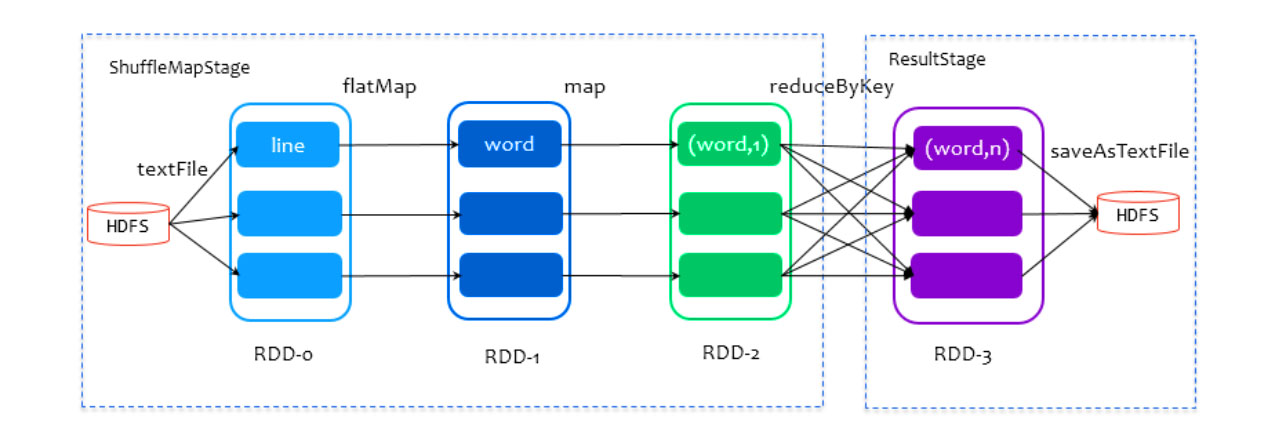 ShuffleMapStage
ResultStage
flatMap
map
reduceByKey
line
word
(word,1)
(word,n)
textFile
saveAsTextFile
HDFS
HDFS
RDD-0
RDD-1
RDD-2
RDD-3